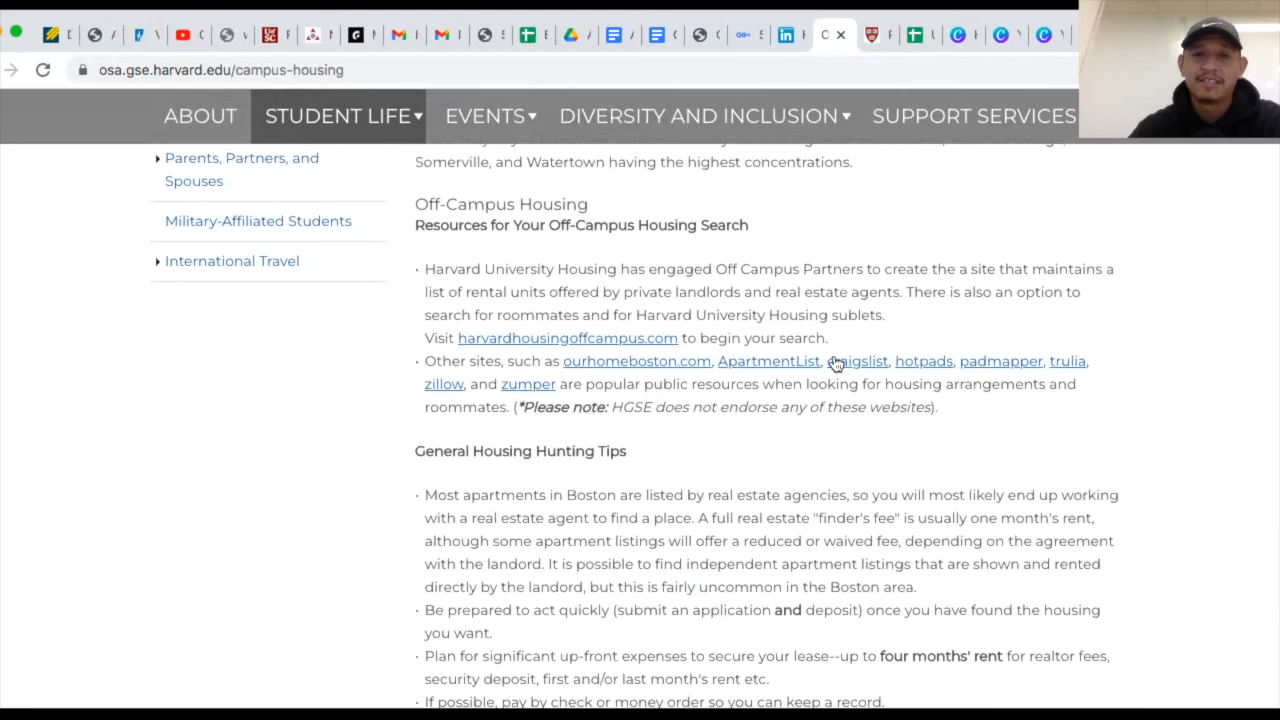 osa.gse.harvard.edu/campus-housing
ABOUT STUDENT LIFE EVENTS DIVERSITY AND INCLUSION SUPPORT SERVICES
Parents, Partners, and
Spouses
Military-Affiliated Students
International Travel
Somerville, and Watertown having the highest concentrations.
Off-Campus Housing
Resources for Your Off-Campus Housing Search
· Harvard University Housing has engaged Off Campus Partners to create the a site that maintains a
list of rental units offered by private landlords and real estate agents. There is also an option to
search for roommates and for Harvard University Housing sublets.
Visit harvardhousingoffcampus.com to begin your search.
· Other sites, such as ourhomeboston.com, ApartmentList, craigslist, hotpads, padmapper, trulia,
zillow, and zumper are popular public resources when looking for housing arrangements and
roommates. (*Please note: HGSE does not endorse any of these websites).
General Housing Hunting Tips
· Most apartments in Boston are listed by real estate agencies, so you will most likely end up working
with a real estate agent to find a place. A full real estate "finder's fee" is usually one month's rent,
although some apartment listings will offer a reduced or waived fee, depending on the agreement
with the landord. It is possible to find independent apartment listings that are shown and rented
directly by the landord, but this is fairly uncommon in the Boston area.
· Be prepared to act quickly (submit an application and deposit) once you have found the housing
you want.
· Plan for significant up-front expenses to secure your lease--up to four months' rent for realtor fees,
security deposit, first and/or last month's rent etc.
· If possible, pay by check or money order so you can keep a record.